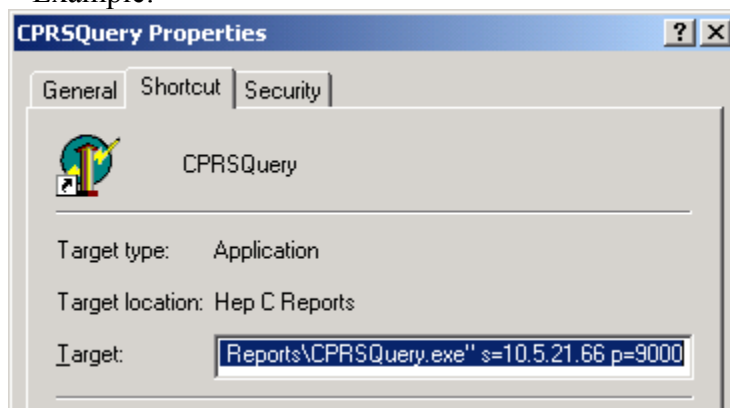 Example:
CPRSQuery Properties
General Shortcut Security
CPRSQuery
Target type: Application
Target location: Hep C Reports
Target: Reports\CPRSQuery.exe" s=10.5.21.66 p=9000